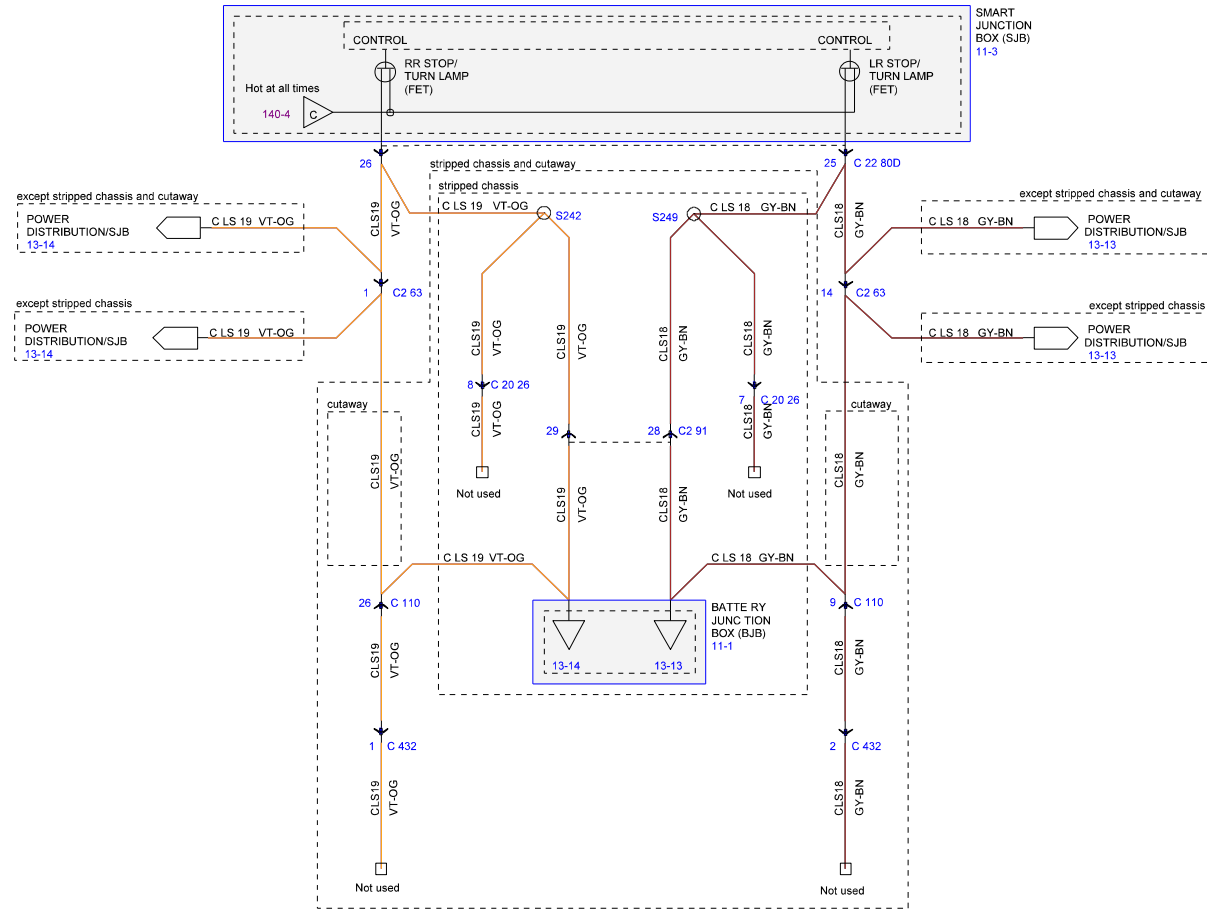 SMART
JUNCTION
BOX (SJB)
11-3
CONTROL
CONTROL
RR STOP/
TURN LAMP
(FET)
LR STOP/
TURN LAMP
(FET)
Hot at all times
140-4
C
26
25
C 22 80D
stripped chassis and cutaway
stripped chassis
except stripped chassis and cutaway
POWER
DISTRIBUTION/SJB
13-14
C LS 19 VT-OG
CLS19
VT-OG
C LS 19 VT-OG
S242
S249
C LS 18 GY-BN
CLS18
GY-BN
C LS 18 GY-BN
except stripped chassis and cutaway
POWER
DISTRIBUTION/SJB
13-13
1
C2 63
14
C2 63
except stripped chassis
POWER
DISTRIBUTION/SJB
13-14
C LS 19 VT-OG
CLS19
VT-OG
CLS19
VT-OG
CLS18
GY-BN
CLS18
GY-BN
C LS 18 GY-BN
except stripped chassis
POWER
DISTRIBUTION/SJB
13-13
8
C 20 26
7
C 20 26
cutaway
cutaway
CLS19
VT-OG
CLS18
GY-BN
29
28
C2 91
CLS19
VT-OG
Not used
CLS19
VT-OG
CLS18
GY-BN
Not used
CLS18
GY-BN
C LS 19 VT-OG
C LS 18 GY-BN
26
C 110
9
C 110
BATTE RY
JUNC TION
BOX (BJB)
11-1
13-14
13-13
CLS19
VT-OG
CLS18
GY-BN
1
C 432
2
C 432
CLS19
VT-OG
CLS18
GY-BN
Not used
Not used